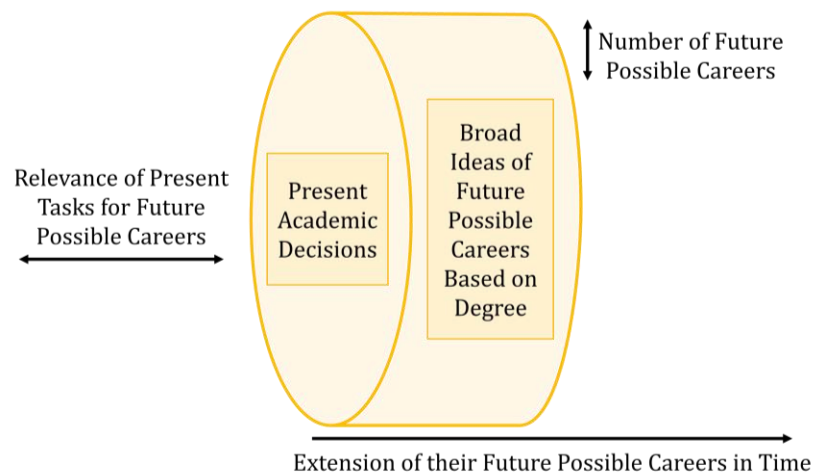 Number of Future
Possible Careers
Relevance of Present
Tasks for Future
Possible Careers
Present
Academic
Decisions
Broad
Ideas of
Future
Possible
Careers
Based on
Degree
Extension of their Future Possible Careers in Time